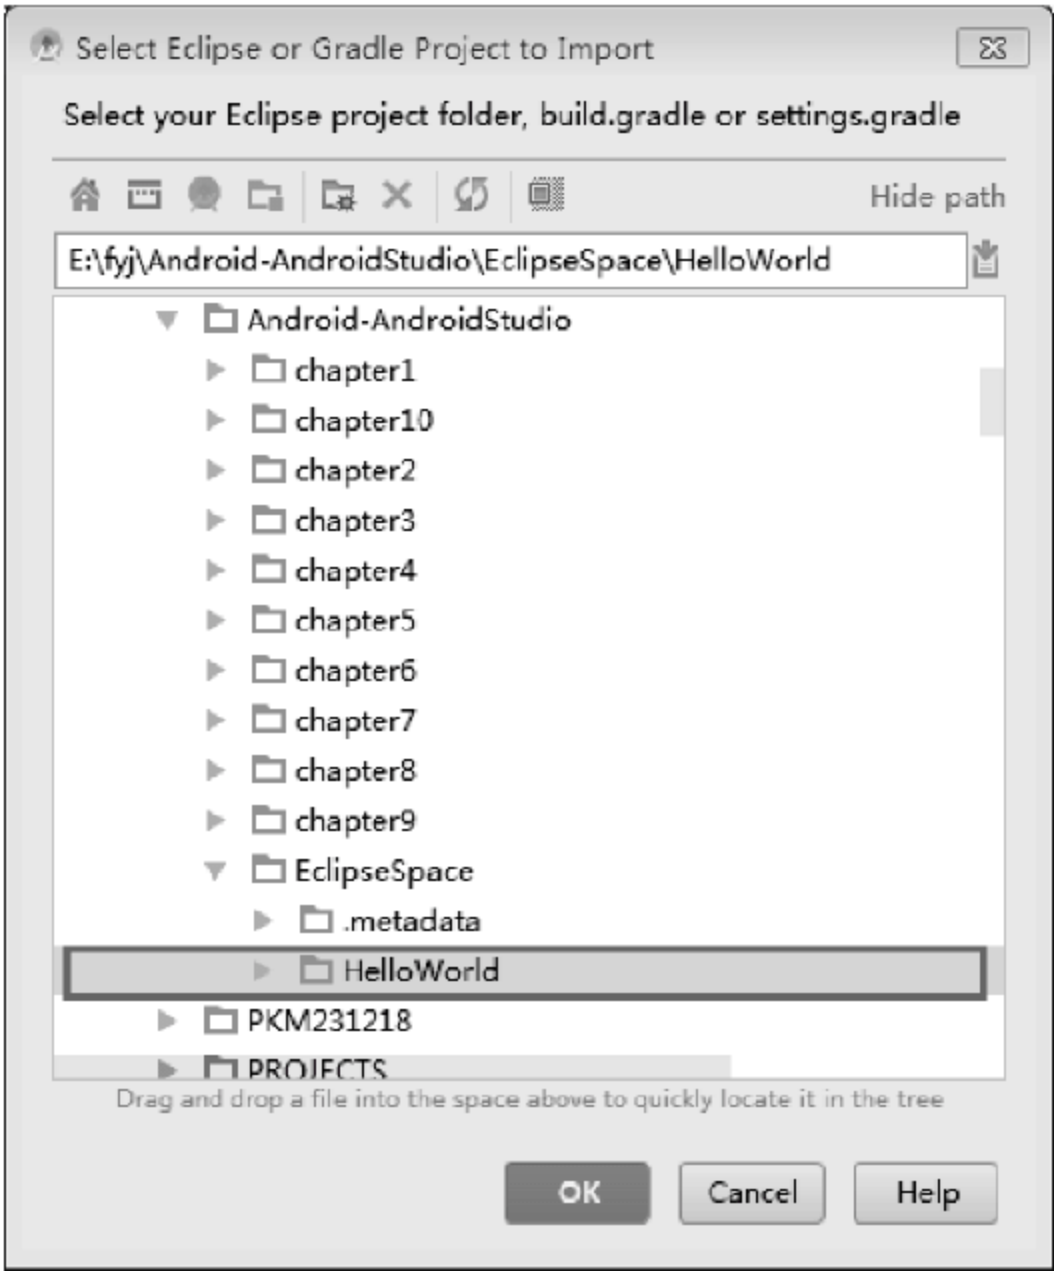 Select Eclipse or Gradle Project to Import
Select your Eclipse project folder, build.gradle or settings.gradle
Hide path
E:\fyj\Android-AndroidStudio\EclipseSpace\HelloWorld
Android-AndroidStudio
chapter1
chapter10
chapter2
chapter3
chapter4
chapter5
chapter6
chapter7
chapter8
chapter9
EclipseSpace
.metadata
HelloWorld
PKM231218
PROJECTS
Drag and drop a file into the space above to quickly locate it in the tree
OK Cancel Help